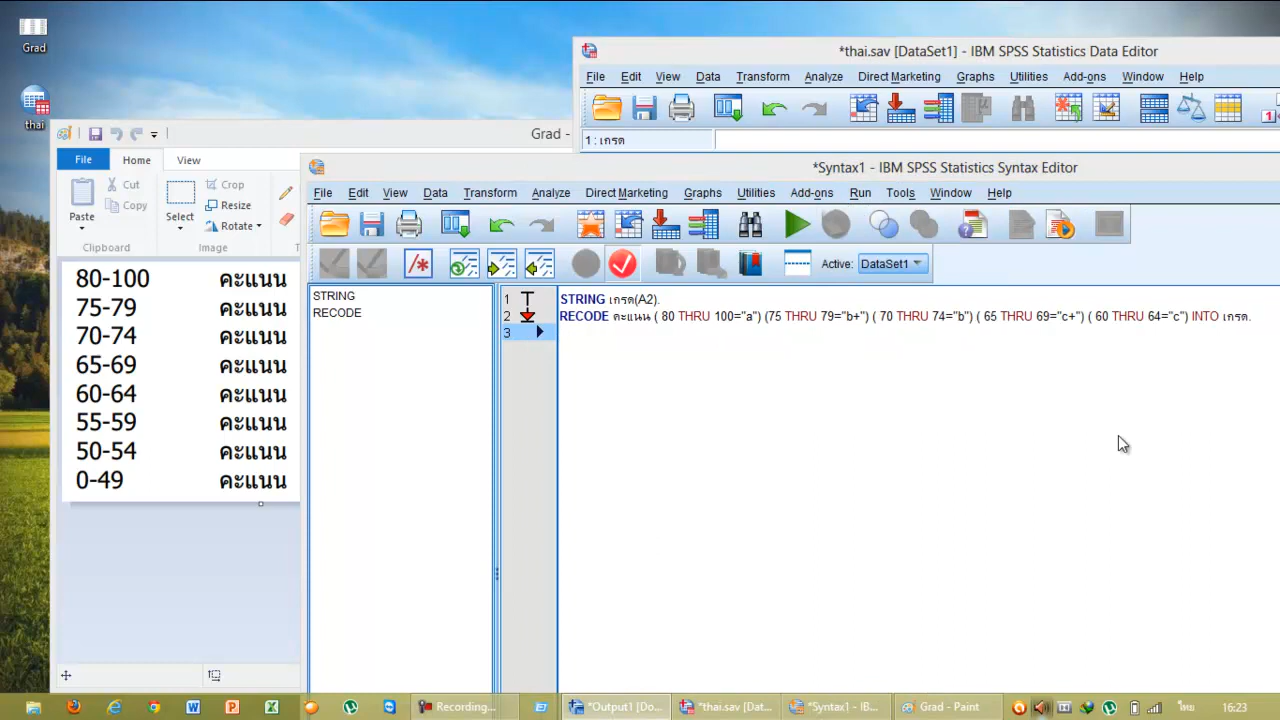 Grad
thai
*thai.sav [DataSet1] - IBM SPSS Statistics Data Editor
File Edit View Data Transform Analyze Direct Marketing Graphs Utilities Add-ons Window Help
1 : เกรด
Grad -
File Home View
Paste Cut Copy Select Crop Resize Rotate
Clipboard Image
*Syntax1 - IBM SPSS Statistics Syntax Editor
File Edit View Data Transform Analyze Direct Marketing Graphs Utilities Add-ons Run Tools Window Help
Active: DataSet1
STRING
RECODE
1 STRING เกรด(A2).
2 RECODE คะแนน ( 80 THRU 100="a") (75 THRU 79="b+") ( 70 THRU 74="b") ( 65 THRU 69="c+") ( 60 THRU 64="c") INTO เกรด.
3
80-100 คะแนน
75-79 คะแนน
70-74 คะแนน
65-69 คะแนน
60-64 คะแนน
55-59 คะแนน
50-54 คะแนน
0-49 คะแนน
Recording... *Output1 [Do... *thai.sav [Dat... *Syntax1 - IB... Grad - Paint ไทย 16:23